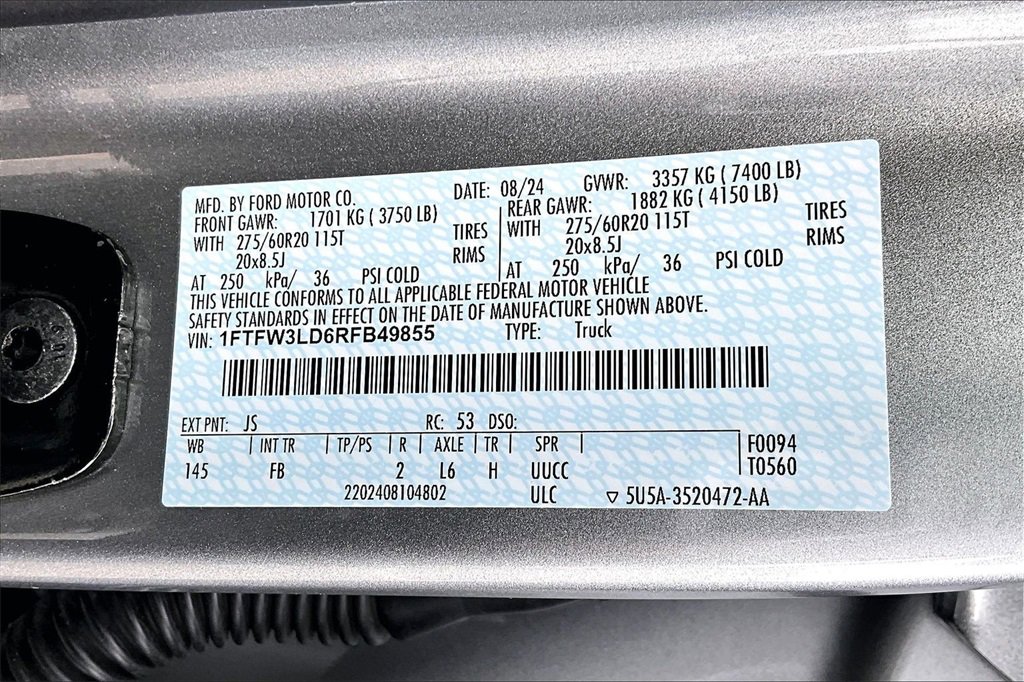 MFD. BY FORD MOTOR CO. DATE: 08/24 GVWR: 3357 KG ( 7400 LB)
FRONT GAWR: 1701 KG ( 3750 LB) REAR GAWR: 1882 KG ( 4150 LB)
WITH 275/60R20 115T TIRES WITH 275/60R20 115T TIRES
20x8.5J RIMS 20x8.5J RIMS
AT 250 kPa/ 36 PSI COLD AT 250 kPa/ 36 PSI COLD
THIS VEHICLE CONFORMS TO ALL APPLICABLE FEDERAL MOTOR VEHICLE
SAFETY STANDARDS IN EFFECT ON THE DATE OF MANUFACTURE SHOWN ABOVE.
VIN: 1FTFW3LD6RFB49855 TYPE: Truck
EXT PNT: JS RC: 53 DSO:
WB INT TR TP/PS R AXLE TR SPR F0094
145 FB 2 L6 H UUCC T0560
2202408104802 ULC ▽ 5U5A-3520472-AA